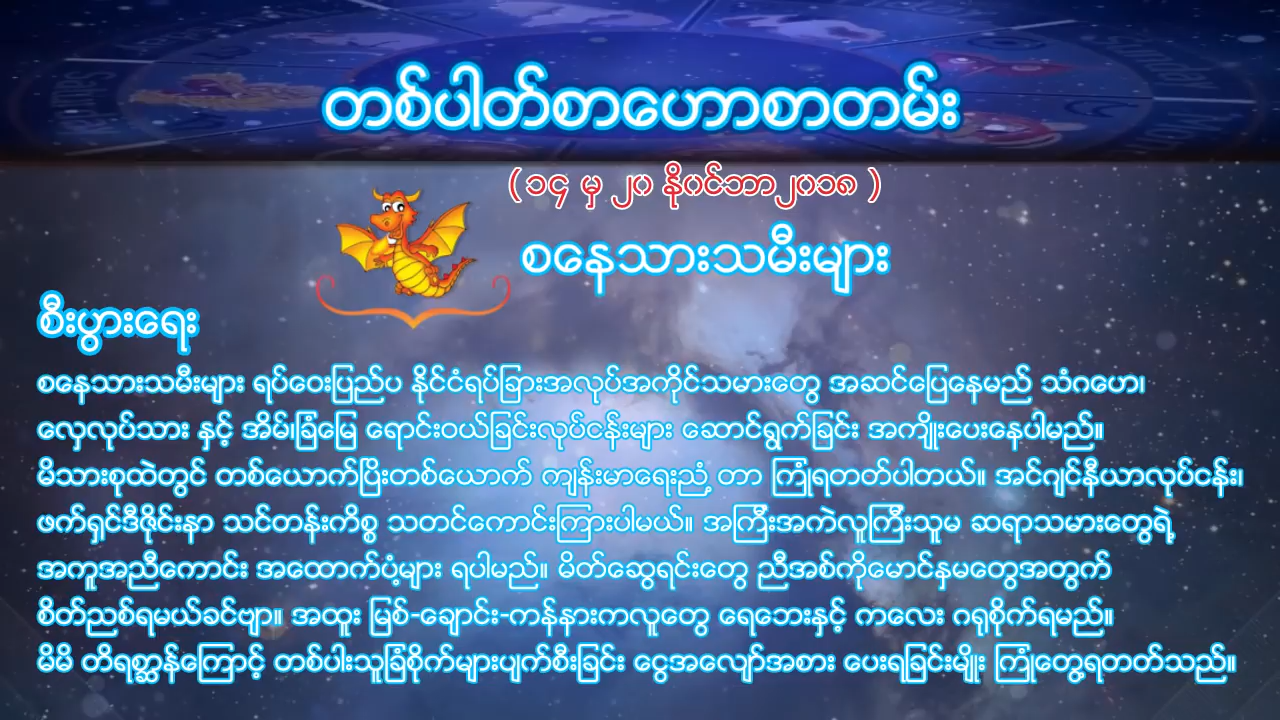 တစ်ပါတ်စာဟောစာတမ်း
( ၁၄ မှ ၂၀ နိုဝင်ဘာ၂၀၁၈ )
စနေသားသမီးများ
စီးပွားရေး
စနေသားသမီးများ ရပ်ဝေးပြည်ပ နိုင်ငံရပ်ခြားအလုပ်အကိုင်သမားတွေ အဆင်ပြေနေမည် သံဂဟေ၊
လှေလုပ်သား နှင့် အိမ်၊ခြံမြေ ရောင်းဝယ်ခြင်းလုပ်ငန်းများ ဆောင်ရွက်ခြင်း အကျိုးပေးနေပါမည်။
မိသားစုထဲတွင် တစ်ယောက်ပြီးတစ်ယောက် ကျန်းမာရေးညံ့ တာ ကြုံရတတ်ပါတယ်။ အင်ဂျင်နီယာလုပ်ငန်း၊
ဖက်ရှင်ဒီဇိုင်းနာ သင်တန်းကိစ္စ သတင်ကောင်းကြားပါမယ်။ အကြီးအကဲလူကြီးသူမ ဆရာသမားတွေရဲ့
အကူအညီကောင်း အထောက်ပံ့များ ရပါမည်။ မိတ်ဆွေရင်းတွေ ညီအစ်ကိုမောင်နှမတွေအတွက်
စိတ်ညစ်ရမယ်ခင်ဗျာ။ အထူး မြစ်-ချောင်း-ကန်နားကလူတွေ ရေဘေးနှင့် ကလေး ဂရုစိုက်ရမည်။
မိမိ တိရစ္ဆာန်ကြောင့် တစ်ပါးသူခြံစိုက်များပျက်စီးခြင်း ငွေအလျော်အစား ပေးရခြင်းမျိုး ကြုံတွေ့ရတတ်သည်။